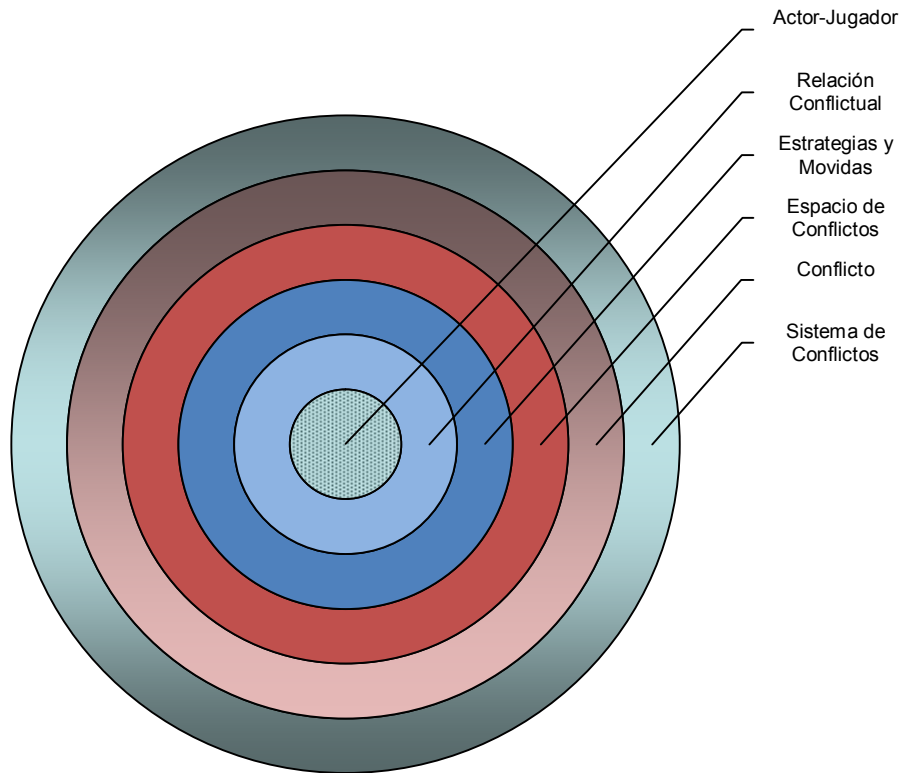 Actor-Jugador
Relación
Conflictual
Estrategias y
Movidas
Espacio de
Conflictos
Conflicto
Sistema de
Conflictos